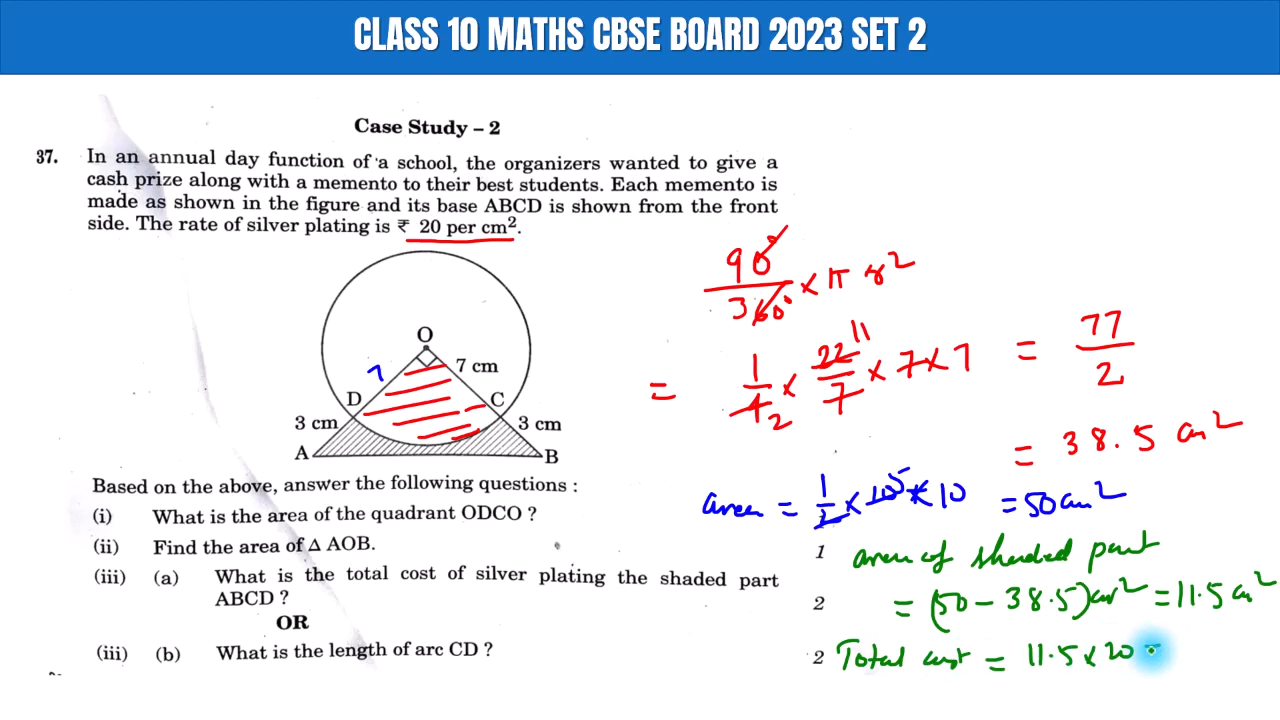 CLASS 10 MATHS CBSE BOARD 2023 SET 2
Case Study – 2
37. In an annual day function of a school, the organizers wanted to give a
cash prize along with a memento to their best students. Each memento is
made as shown in the figure and its base ABCD is shown from the front
side. The rate of silver plating is ₹ 20 per cm².
O
7
7 cm
D
C
3 cm
3 cm
A
B
Based on the above, answer the following questions :
(i) What is the area of the quadrant ODCO ?
(ii) Find the area of Δ AOB. 1
(iii) (a) What is the total cost of silver plating the shaded part
ABCD ? 2
OR
(iii) (b) What is the length of arc CD ? 2
90°/360° × π r²
= 1/4 2 × 22 11/7 × 7 × 7 = 77/2
= 38.5 cm²
area = 1/2 × 10 5 × 10 = 50 cm²
area of shaded part
= (50 – 38.5) cm² = 11.5 cm²
Total cost = 11.5 × 20